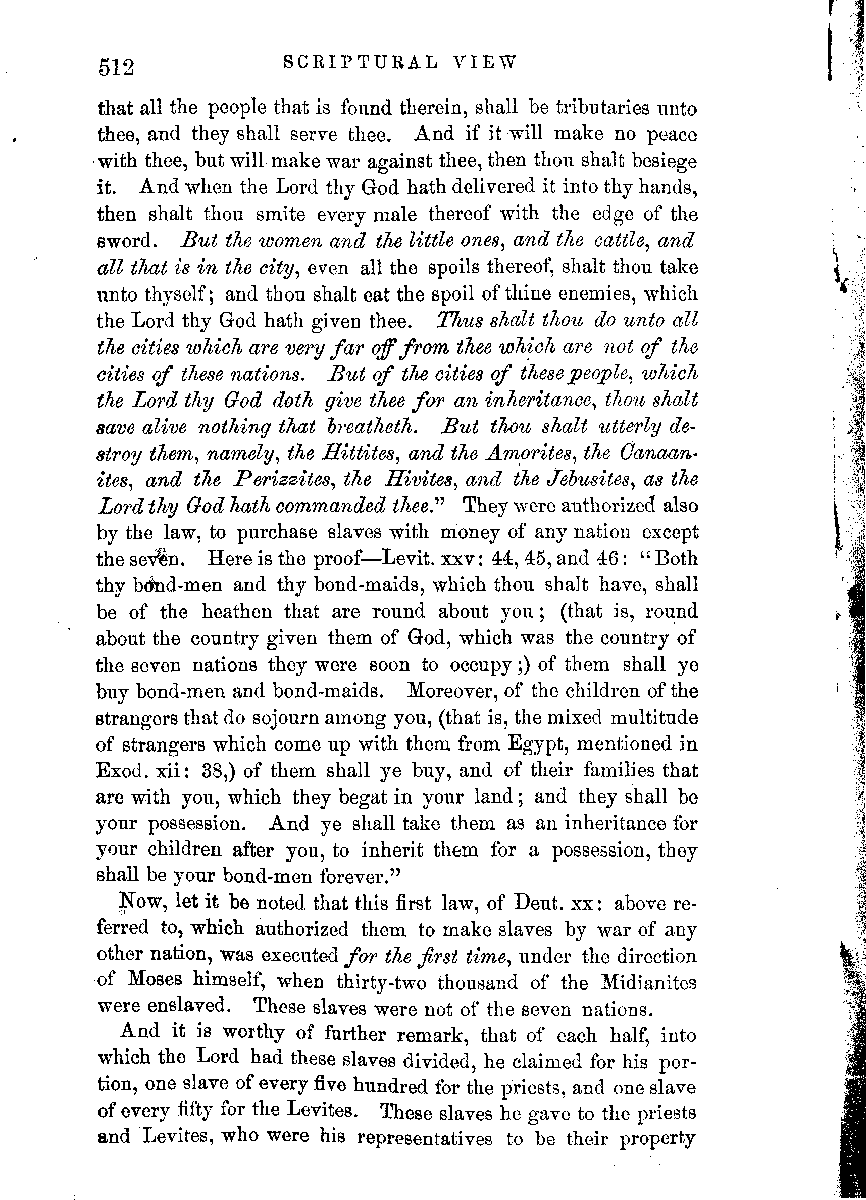 512
SCRIPTURAL VIEW
that all the people that is found therein, shall be tributaries unto
thee, and they shall serve thee. And if it will make no peace
with thee, but will make war against thee, then thou shalt besiege
it. And when the Lord thy God hath delivered it into thy hands,
then shalt thou smite every male thereof with the edge of the
sword. But the women and the little ones, and the cattle, and
all that is in the city, even all the spoils thereof, shalt thou take
unto thyself; and thou shalt eat the spoil of thine enemies, which
the Lord thy God hath given thee. Thus shalt thou do unto all
the cities which are very far off from thee which are not of the
cities of these nations. But of the cities of these people, which
the Lord thy God doth give thee for an inheritance, thou shalt
save alive nothing that breatheth. But thou shalt utterly de-
stroy them, namely, the Hittites, and the Amorites, the Canaan-
ites, and the Perizzites, the Hivites, and the Jebusites, as the
Lord thy God hath commanded thee." They were authorized also
by the law, to purchase slaves with money of any nation except
the seven. Here is the proof—Levit. xxv: 44, 45, and 46: "Both
thy bond-men and thy bond-maids, which thou shalt have, shall
be of the heathen that are round about you; (that is, round
about the country given them of God, which was the country of
the seven nations they were soon to occupy;) of them shall ye
buy bond-men and bond-maids. Moreover, of the children of the
strangers that do sojourn among you, (that is, the mixed multitude
of strangers which come up with them from Egypt, mentioned in
Exod. xii: 38,) of them shall ye buy, and of their families that
are with you, which they begat in your land; and they shall be
your possession. And ye shall take them as an inheritance for
your children after you, to inherit them for a possession, they
shall be your bond-men forever."
Now, let it be noted that this first law, of Deut. xx: above re-
ferred to, which authorized them to make slaves by war of any
other nation, was executed for the first time, under the direction
of Moses himself, when thirty-two thousand of the Midianites
were enslaved. These slaves were not of the seven nations.
And it is worthy of further remark, that of each half, into
which the Lord had these slaves divided, he claimed for his por-
tion, one slave of every five hundred for the priests, and one slave
of every fifty for the Levites. These slaves he gave to the priests
and Levites, who were his representatives to be their property